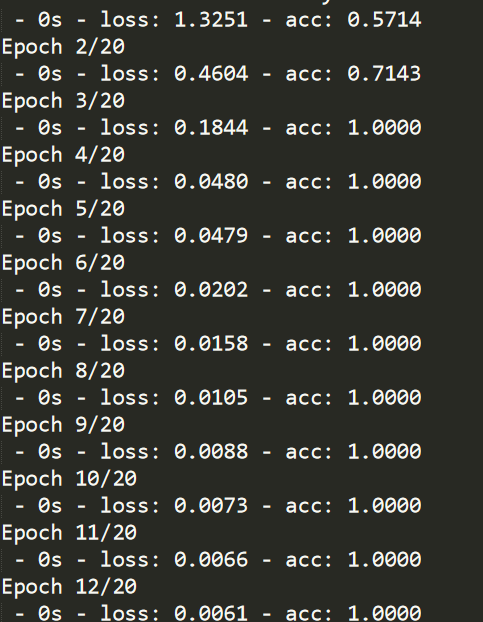 - 0s - loss: 1.3251 - acc: 0.5714
Epoch 2/20
- 0s - loss: 0.4604 - acc: 0.7143
Epoch 3/20
- 0s - loss: 0.1844 - acc: 1.0000
Epoch 4/20
- 0s - loss: 0.0480 - acc: 1.0000
Epoch 5/20
- 0s - loss: 0.0479 - acc: 1.0000
Epoch 6/20
- 0s - loss: 0.0202 - acc: 1.0000
Epoch 7/20
- 0s - loss: 0.0158 - acc: 1.0000
Epoch 8/20
- 0s - loss: 0.0105 - acc: 1.0000
Epoch 9/20
- 0s - loss: 0.0088 - acc: 1.0000
Epoch 10/20
- 0s - loss: 0.0073 - acc: 1.0000
Epoch 11/20
- 0s - loss: 0.0066 - acc: 1.0000
Epoch 12/20
- 0s - loss: 0.0061 - acc: 1.0000